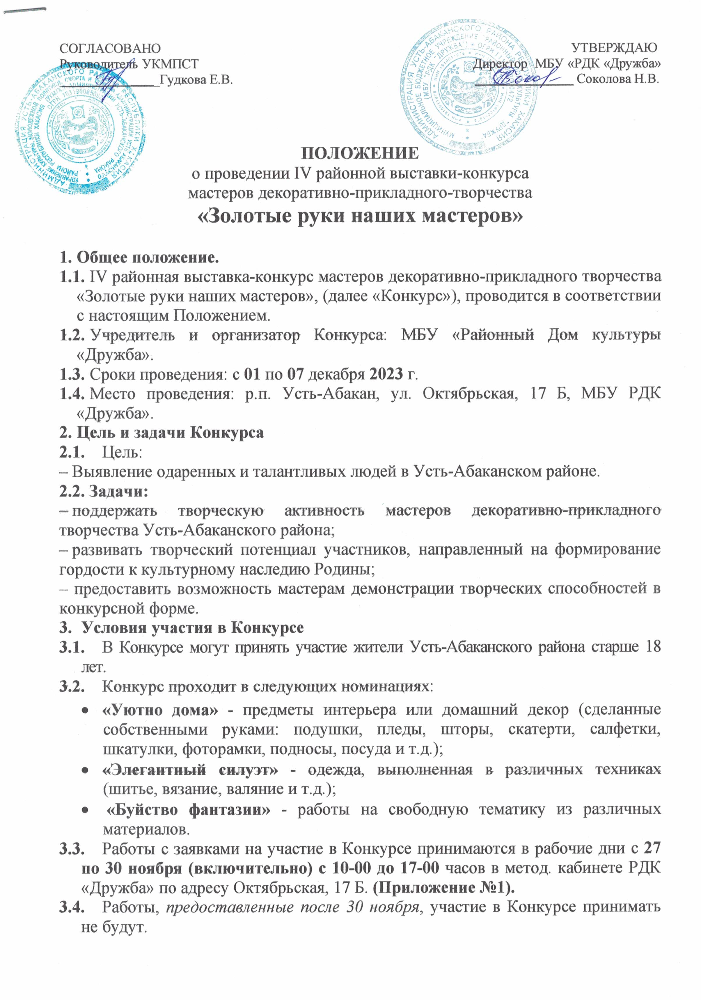 СОГЛАСОВАНО
Руководитель УКМПСТ
Гудкова Е.В.
УТВЕРЖДАЮ
Директор МБУ «РДК «Дружба»
Соколова Н.В.
ПОЛОЖЕНИЕ
о проведении IV районной выставки-конкурса
мастеров декоративно-прикладного-творчества
«Золотые руки наших мастеров»
1. Общее положение.
1.1. IV районная выставка-конкурс мастеров декоративно-прикладного творчества
«Золотые руки наших мастеров», (далее «Конкурс»), проводится в соответствии
с настоящим Положением.
1.2. Учредитель и организатор Конкурса: МБУ «Районный Дом культуры
«Дружба».
1.3. Сроки проведения: с 01 по 07 декабря 2023 г.
1.4. Место проведения: р.п. Усть-Абакан, ул. Октябрьская, 17 Б, МБУ РДК
«Дружба».
2. Цель и задачи Конкурса
2.1. Цель:
– Выявление одаренных и талантливых людей в Усть-Абаканском районе.
2.2. Задачи:
– поддержать творческую активность мастеров декоративно-прикладного
творчества Усть-Абаканского района;
– развивать творческий потенциал участников, направленный на формирование
гордости к культурному наследию Родины;
– предоставить возможность мастерам демонстрации творческих способностей в
конкурсной форме.
3. Условия участия в Конкурсе
3.1. В Конкурсе могут принять участие жители Усть-Абаканского района старше 18
лет.
3.2. Конкурс проходит в следующих номинациях:
• «Уютно дома» - предметы интерьера или домашний декор (сделанные
собственными руками: подушки, пледы, шторы, скатерти, салфетки,
шкатулки, фоторамки, подносы, посуда и т.д.);
• «Элегантный силуэт» - одежда, выполненная в различных техниках
(шитье, вязание, валяние и т.д.);
• «Буйство фантазии» - работы на свободную тематику из различных
материалов.
3.3. Работы с заявками на участие в Конкурсе принимаются в рабочие дни с 27
по 30 ноября (включительно) с 10-00 до 17-00 часов в метод. кабинете РДК
«Дружба» по адресу Октябрьская, 17 Б. (Приложение №1).
3.4. Работы, предоставленные после 30 ноября, участие в Конкурсе принимать
не будут.